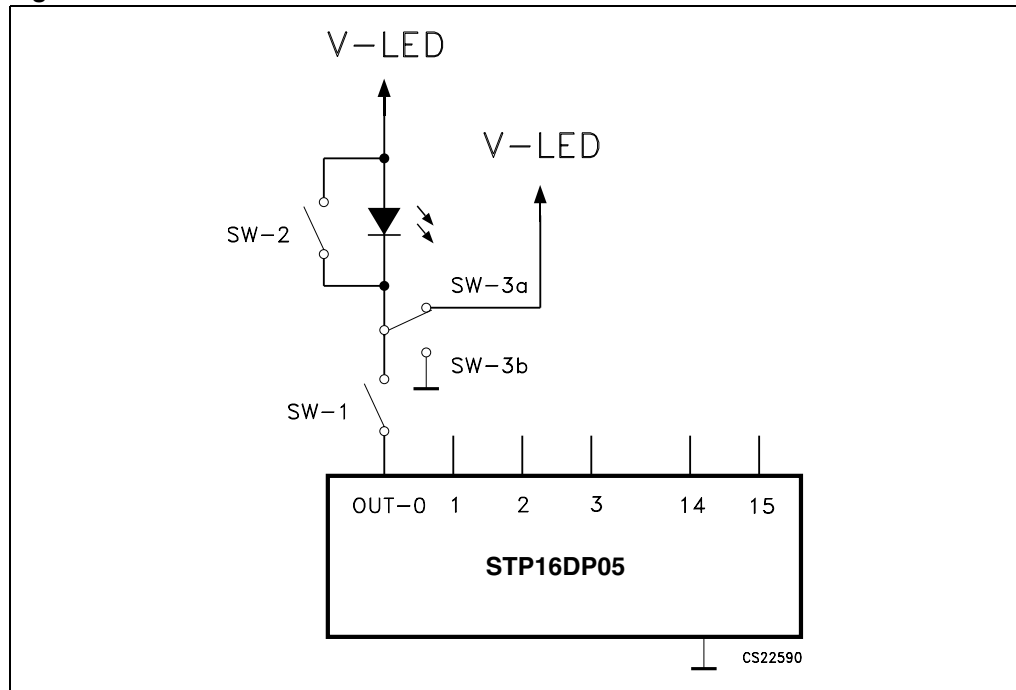 V-LED
V-LED
SW-2
SW-3a
SW-3b
SW-1
OUT-0 1 2 3 14 15
STP16DP05
CS22590